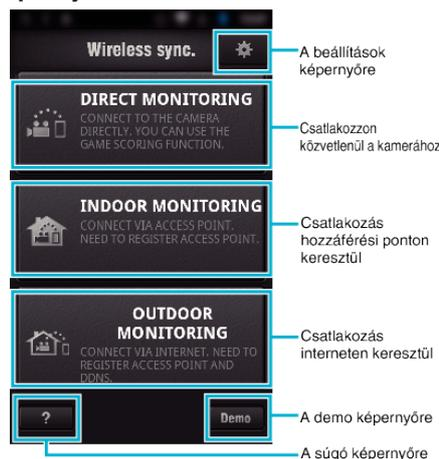 Wireless sync.
A beállítások
képernyőre
DIRECT MONITORING
CONNECT TO THE CAMERA
DIRECTLY. YOU CAN USE THE
GAME SCORING FUNCTION.
Csatlakozzon
közvetlenül a kamerához
INDOOR MONITORING
CONNECT VIA ACCESS POINT.
NEED TO REGISTER ACCESS POINT.
Csatlakozás
hozzáférési ponton
keresztül
OUTDOOR
MONITORING
CONNECT VIA INTERNET. NEED TO
REGISTER ACCESS POINT AND
DDNS.
Csatlakozás
interneten keresztül
?
Demo
A demo képernyőre
A súgó képernyőre